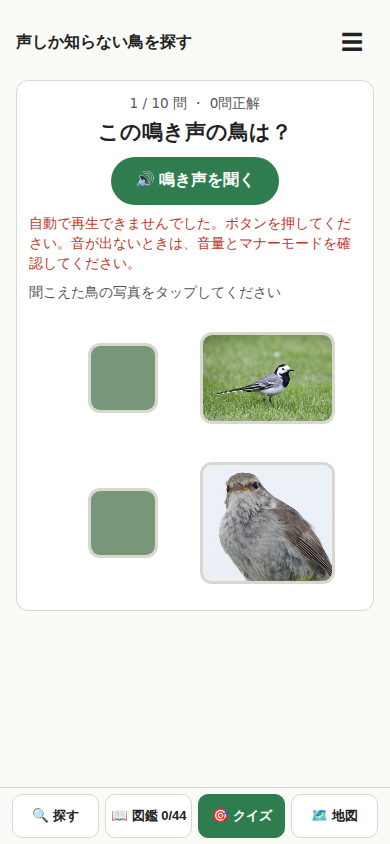 声しか知らない鳥を探す
☰
1 / 10 問 ・ 0問正解
この鳴き声の鳥は？
🔊 鳴き声を聞く
自動で再生できませんでした。ボタンを押してくだ
さい。音が出ないときは、音量とマナーモードを確
認してください。
聞こえた鳥の写真をタップしてください
🔍 探す
📖 図鑑 0/44
🎯 クイズ
🗺️ 地図